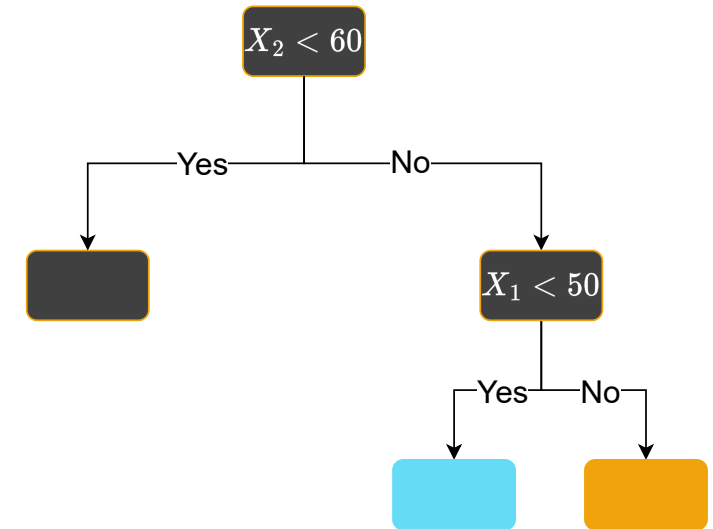 X₂ < 60
Yes
No
X₁ < 50
Yes
No